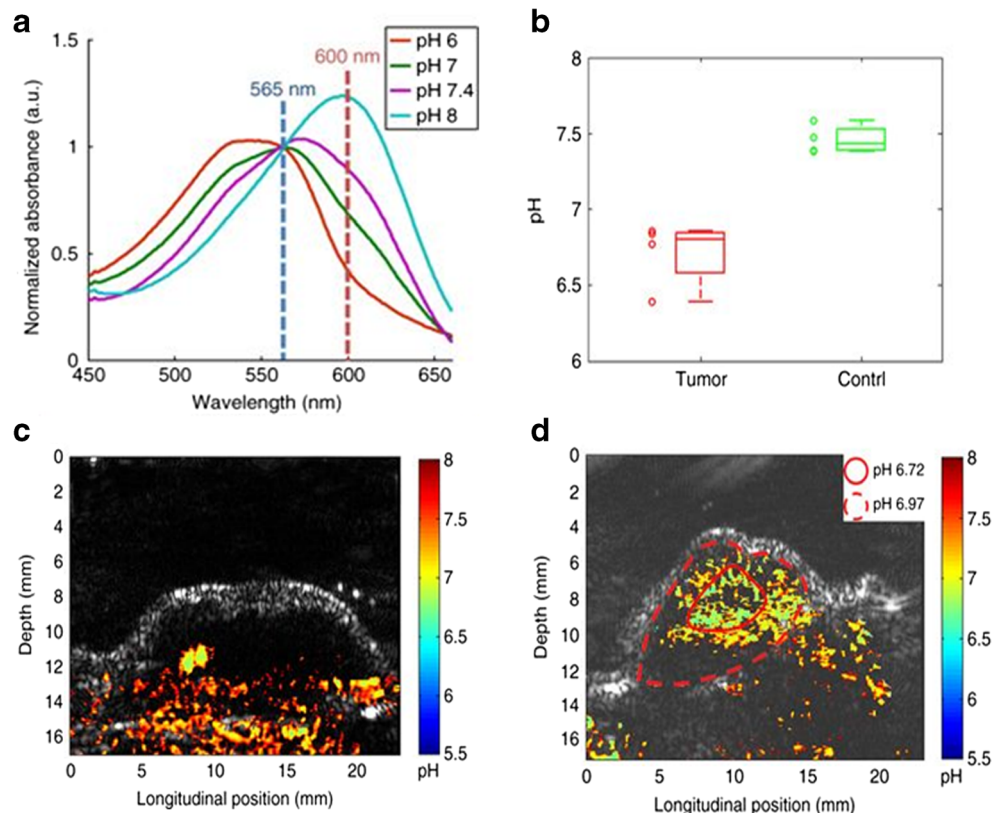 a
1.5
1
0.5
0
450
500
550
600
650
Normalized absorbance (a.u.)
Wavelength (nm)
565 nm
600 nm
pH 6
pH 7
pH 7.4
pH 8
b
8
7.5
7
6.5
6
pH
Tumor
Contrl
c
0
2
4
6
8
10
12
14
16
Depth (mm)
0
5
10
15
20
Longitudinal position (mm)
8
7.5
7
6.5
6
5.5
pH
d
0
2
4
6
8
10
12
14
16
Depth (mm)
0
5
10
15
20
Longitudinal position (mm)
pH 6.72
pH 6.97
8
7.5
7
6.5
6
5.5
pH